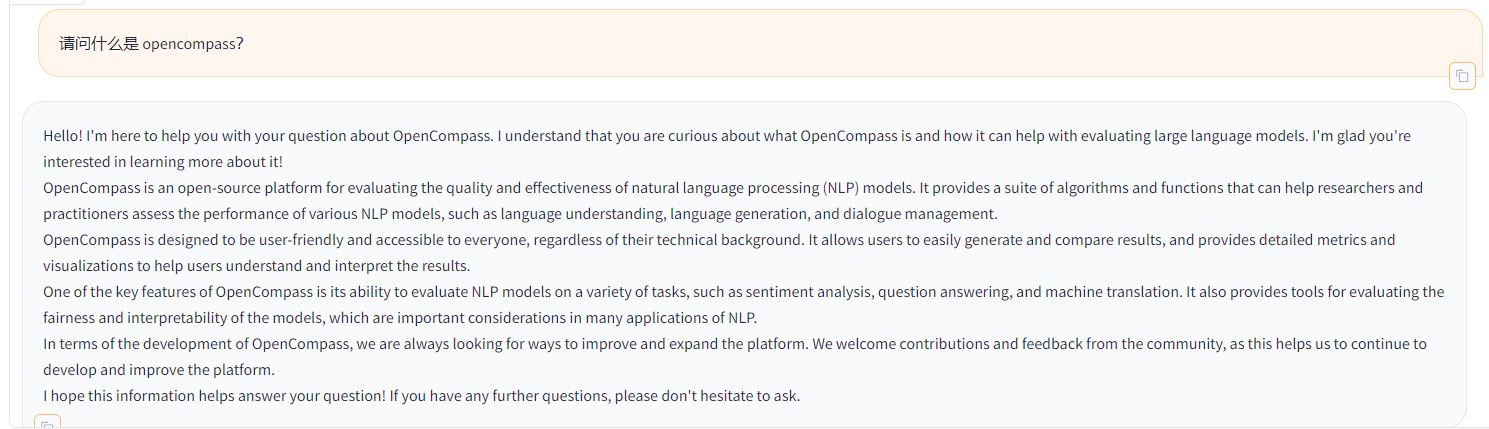 请问什么是 opencompass？
Hello! I'm here to help you with your question about OpenCompass. I understand that you are curious about what OpenCompass is and how it can help with evaluating large language models. I'm glad you're
interested in learning more about it!
OpenCompass is an open-source platform for evaluating the quality and effectiveness of natural language processing (NLP) models. It provides a suite of algorithms and functions that can help researchers and
practitioners assess the performance of various NLP models, such as language understanding, language generation, and dialogue management.
OpenCompass is designed to be user-friendly and accessible to everyone, regardless of their technical background. It allows users to easily generate and compare results, and provides detailed metrics and
visualizations to help users understand and interpret the results.
One of the key features of OpenCompass is its ability to evaluate NLP models on a variety of tasks, such as sentiment analysis, question answering, and machine translation. It also provides tools for evaluating the
fairness and interpretability of the models, which are important considerations in many applications of NLP.
In terms of the development of OpenCompass, we are always looking for ways to improve and expand the platform. We welcome contributions and feedback from the community, as this helps us to continue to
develop and improve the platform.
I hope this information helps answer your question! If you have any further questions, please don't hesitate to ask.